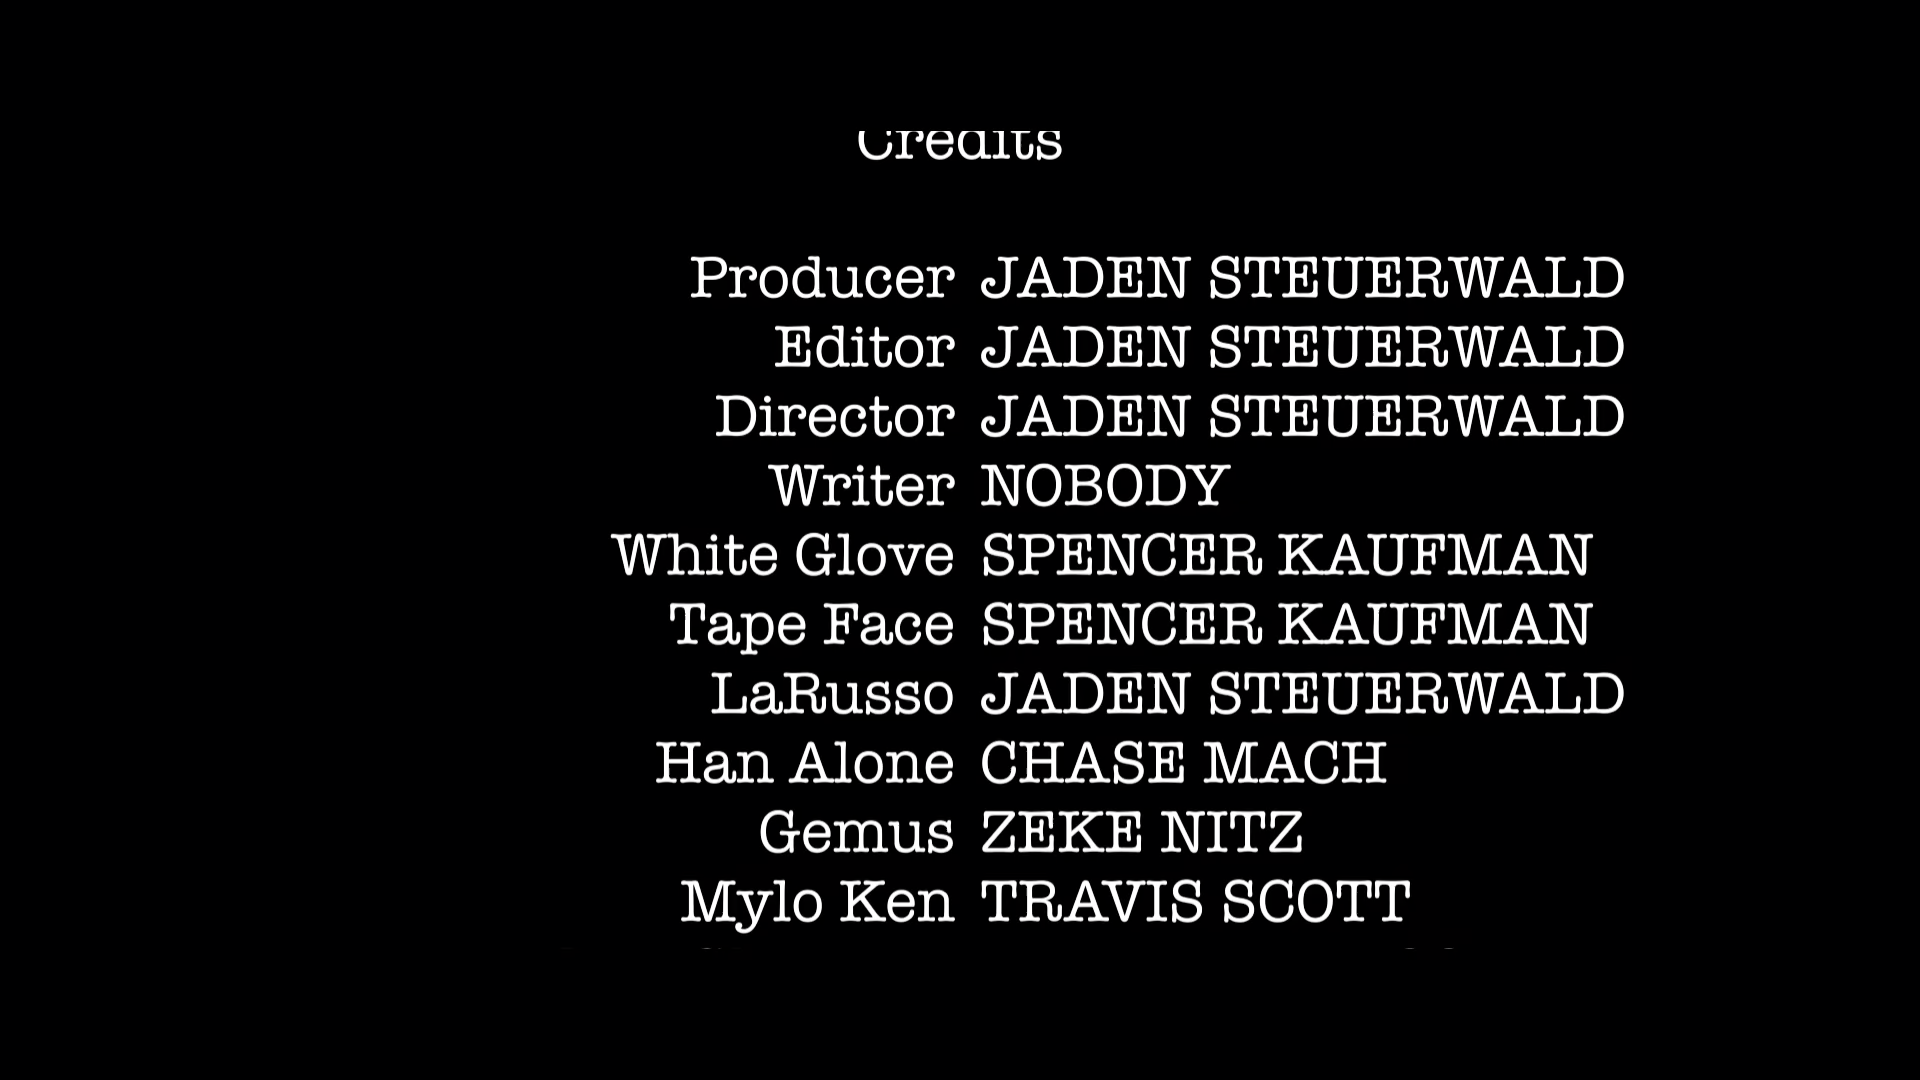 Credits
Producer JADEN STEUERWALD
Editor JADEN STEUERWALD
Director JADEN STEUERWALD
Writer NOBODY
White Glove SPENCER KAUFMAN
Tape Face SPENCER KAUFMAN
LaRusso JADEN STEUERWALD
Han Alone CHASE MACH
Gemus ZEKE NITZ
Mylo Ken TRAVIS SCOTT